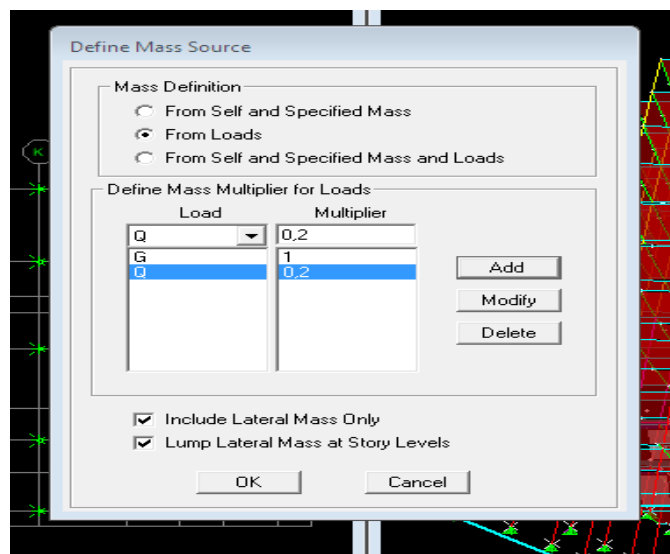 Define Mass Source
Mass Definition
From Self and Specified Mass
From Loads
From Self and Specified Mass and Loads
Define Mass Multiplier for Loads
Load Multiplier
Q 0,2
G 1
Q 0,2
Add
Modify
Delete
Include Lateral Mass Only
Lump Lateral Mass at Story Levels
OK Cancel
K